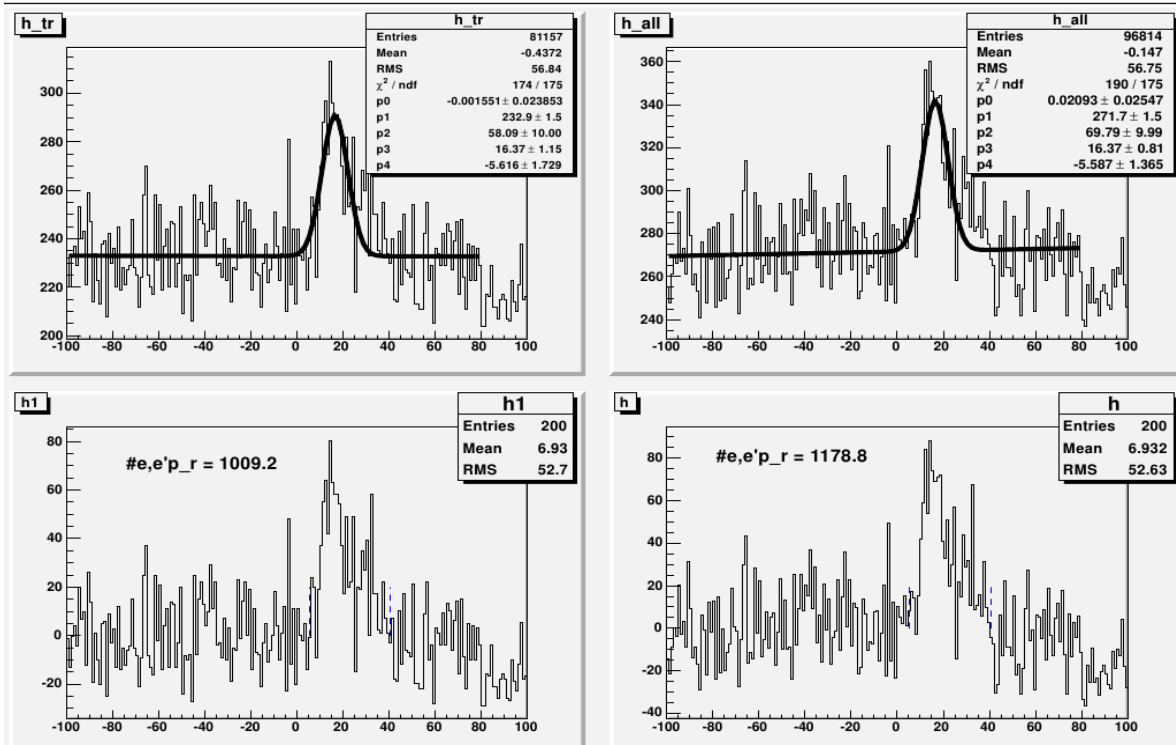 h_tr
h_tr
Entries 81157
Mean -0.4372
RMS 56.84
χ² / ndf 174 / 175
p0 -0.001551 ± 0.023853
p1 232.9 ± 1.5
p2 58.09 ± 10.00
p3 16.37 ± 1.15
p4 -5.616 ± 1.729
300
280
260
240
220
200
-100 -80 -60 -40 -20 0 20 40 60 80 100
h_all
h_all
Entries 96814
Mean -0.147
RMS 56.75
χ² / ndf 190 / 175
p0 0.02093 ± 0.02547
p1 271.7 ± 1.5
p2 69.79 ± 9.99
p3 16.37 ± 0.81
p4 -5.587 ± 1.365
360
340
320
300
280
260
240
-100 -80 -60 -40 -20 0 20 40 60 80 100
h1
h1
Entries 200
Mean 6.93
RMS 52.7
#e,e'p_r = 1009.2
80
60
40
20
0
-20
-100 -80 -60 -40 -20 0 20 40 60 80 100
h
h
Entries 200
Mean 6.932
RMS 52.63
#e,e'p_r = 1178.8
80
60
40
20
0
-20
-40
-100 -80 -60 -40 -20 0 20 40 60 80 100